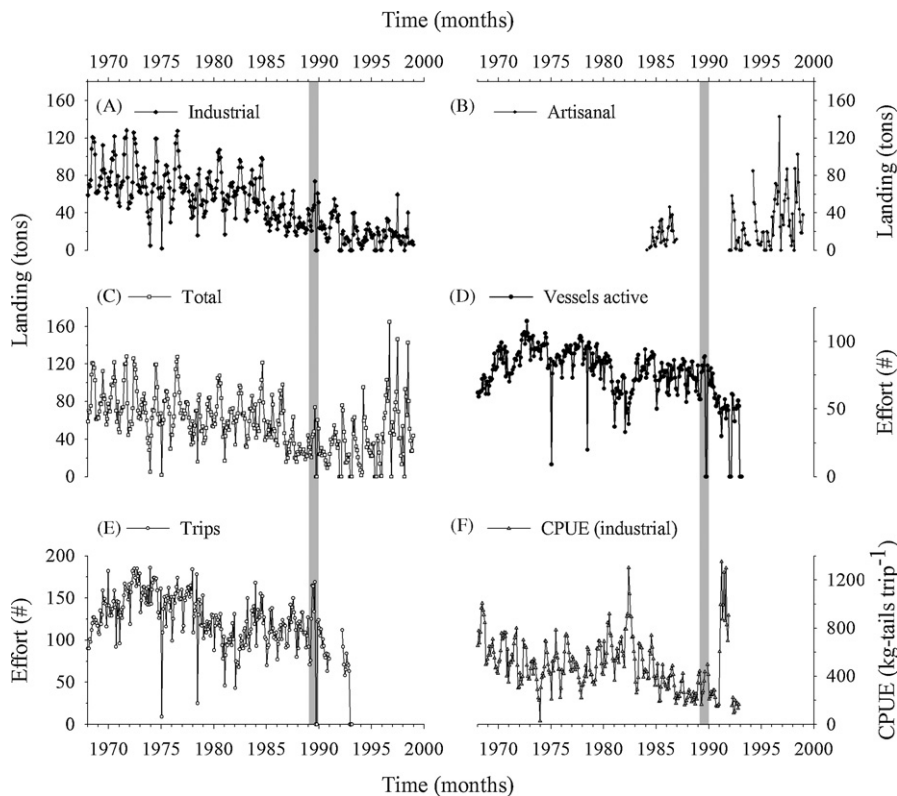 Time (months)
1970 1975 1980 1985 1990 1995 2000
1970 1975 1980 1985 1990 1995 2000
(A) Industrial
160
120
80
40
0
(B) Artisanal
160
120
80
40
0
Landing (tons)
Landing (tons)
(C) Total
160
120
80
40
0
(D) Vessels active
100
50
0
Effort (#)
(E) Trips
200
150
100
50
0
Effort (#)
(F) CPUE (industrial)
1200
800
400
0
CPUE (kg-tails trip⁻¹)
1970 1975 1980 1985 1990 1995 2000
1970 1975 1980 1985 1990 1995 2000
Time (months)